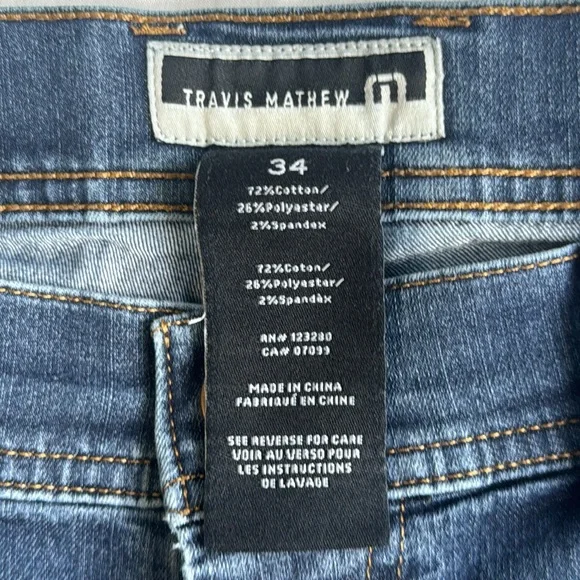 TRAVIS MATHEW
34
72%Cotton/
26%Polyester/
2%Spandex
72%Coton/
26%Polyester/
2%Spandèx
RN# 123280
CA# 07099
MADE IN CHINA
FABRIQUÉ EN CHINE
SEE REVERSE FOR CARE
VOIR AU VERSO POUR
LES INSTRUCTIONS
DE LAVAGE